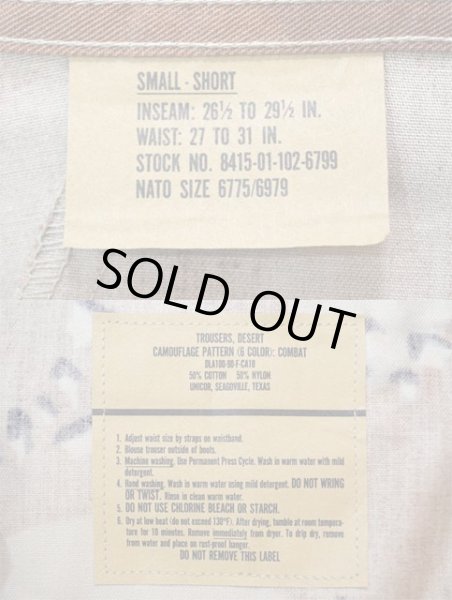 SMALL - SHORT
INSEAM: 26½ TO 29½ IN.
WAIST: 27 TO 31 IN.
STOCK NO. 8415-01-102-6799
NATO SIZE 6775/6979
SOLD OUT
TROUSERS, DESERT
CAMOUFLAGE PATTERN (6 COLOR): COMBAT
DLA100-90-F-CA10
50% COTTON 50% NYLON
UNICOR, SEAGOVILLE, TEXAS
1. Adjust waist size by straps on waistband.
2. Blouse trouser outside of boots.
3. Machine washing. Use Permanent Press Cycle. Wash in warm water with mild
detergent.
4. Hand washing. Wash in warm water using mild detergent. DO NOT WRING
OR TWIST. Rinse in clean warm water.
5. DO NOT USE CHLORINE BLEACH OR STARCH.
6. Dry at low heat (do not exceed 130°F). After drying, tumble at room tempera-
ture for 10 minutes. Remove immediately from dryer. To drip dry, remove
from water and place on rust-proof hanger.
DO NOT REMOVE THIS LABEL